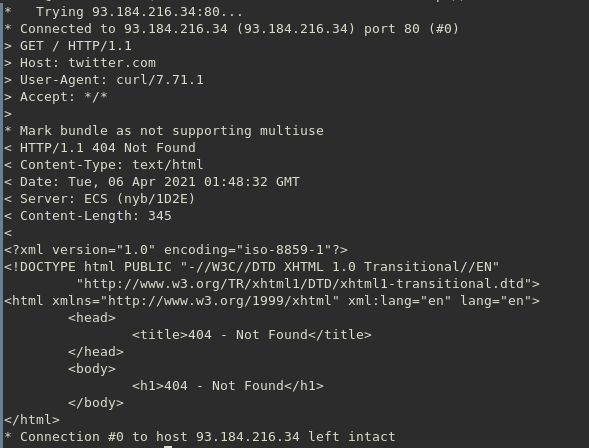 *   Trying 93.184.216.34:80...
* Connected to 93.184.216.34 (93.184.216.34) port 80 (#0)
> GET / HTTP/1.1
> Host: twitter.com
> User-Agent: curl/7.71.1
> Accept: */*
>
* Mark bundle as not supporting multiuse
< HTTP/1.1 404 Not Found
< Content-Type: text/html
< Date: Tue, 06 Apr 2021 01:48:32 GMT
< Server: ECS (nyb/1D2E)
< Content-Length: 345
<
<?xml version="1.0" encoding="iso-8859-1"?>
<!DOCTYPE html PUBLIC "-//W3C//DTD XHTML 1.0 Transitional//EN"
         "http://www.w3.org/TR/xhtml1/DTD/xhtml1-transitional.dtd">
<html xmlns="http://www.w3.org/1999/xhtml" xml:lang="en" lang="en">
        <head>
                <title>404 - Not Found</title>
        </head>
        <body>
                <h1>404 - Not Found</h1>
        </body>
</html>
* Connection #0 to host 93.184.216.34 left intact